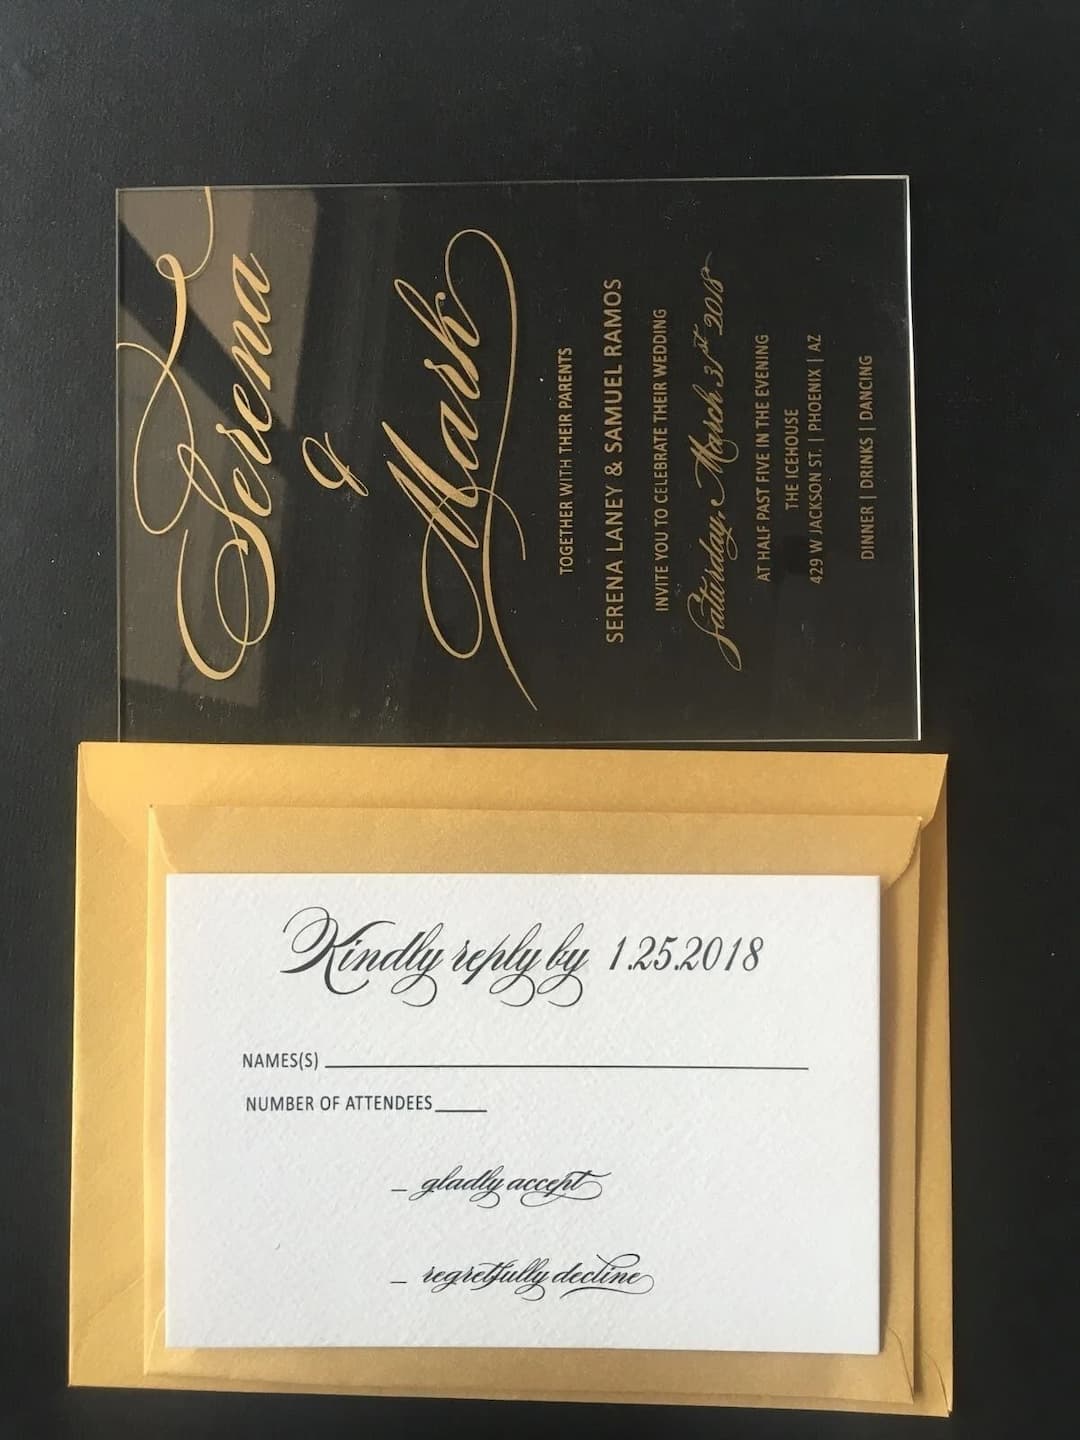 Serena
&
Mark
TOGETHER WITH THEIR PARENTS
SERENA LANEY & SAMUEL RAMOS
INVITE YOU TO CELEBRATE THEIR WEDDING
Saturday, March 31st 2018
AT HALF PAST FIVE IN THE EVENING
THE ICEHOUSE
429 W JACKSON ST. | PHOENIX | AZ
DINNER | DRINKS | DANCING
Kindly reply by 1.25.2018
NAMES(S) ____________________
NUMBER OF ATTENDEES ____
_ gladly accept
_ regretfully decline